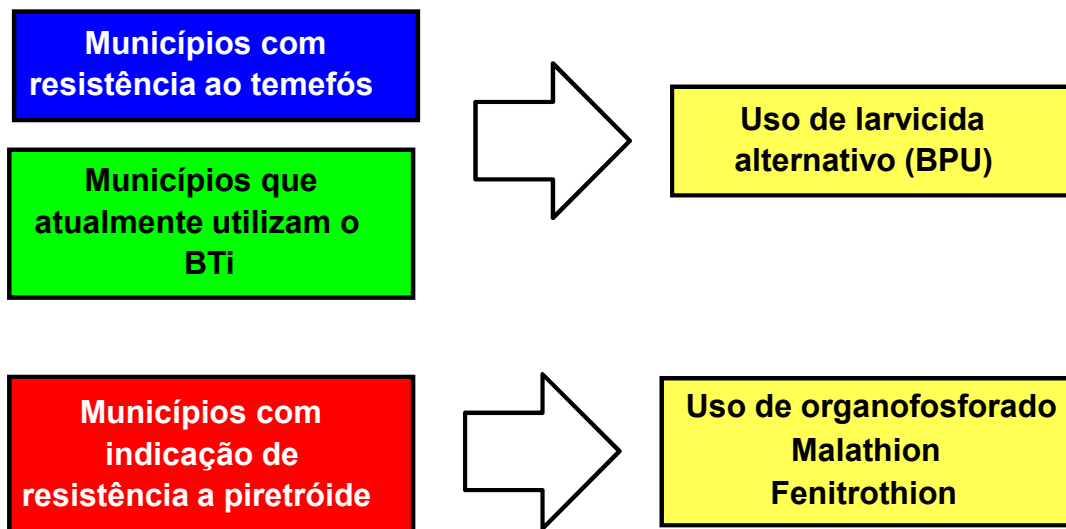 Municípios com
resistência ao temefós
Municípios que
atualmente utilizam o
BTi
Uso de larvicida
alternativo (BPU)
Municípios com
indicação de
resistência a piretróide
Uso de organofosforado
Malathion
Fenitrothion